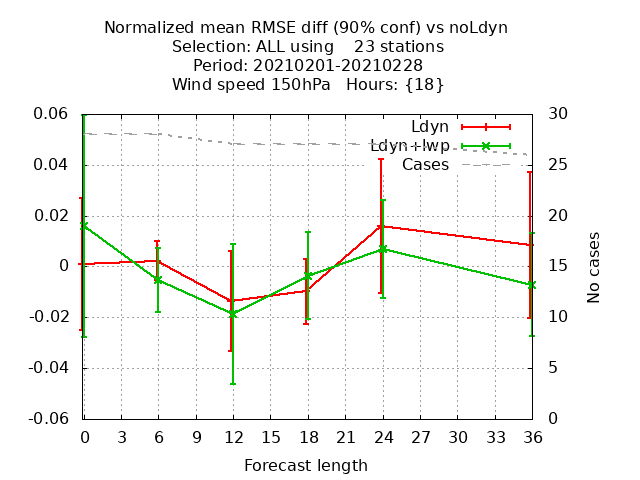 Normalized mean RMSE diff (90% conf) vs noLdyn
Selection: ALL using    23 stations
Period: 20210201-20210228
Wind speed 150hPa   Hours: {18}
0.06
0.04
0.02
0
-0.02
-0.04
-0.06
Ldyn
Ldyn+lwp
Cases
30
25
20
15
10
5
0
No cases
0 3 6 9 12 15 18 21 24 27 30 33 36
Forecast length